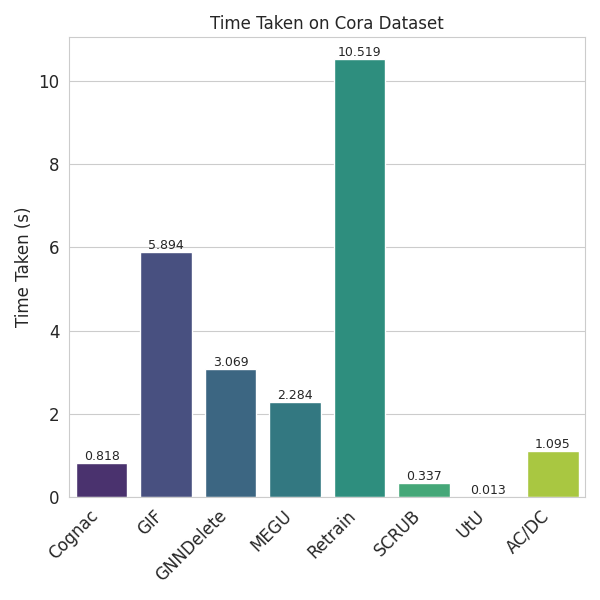 Time Taken on Cora Dataset
Time Taken (s)
10
8
6
4
2
0
0.818
5.894
3.069
2.284
10.519
0.337
0.013
1.095
Cognac
GIF
GNNDelete
MEGU
Retrain
SCRUB
UtU
AC/DC